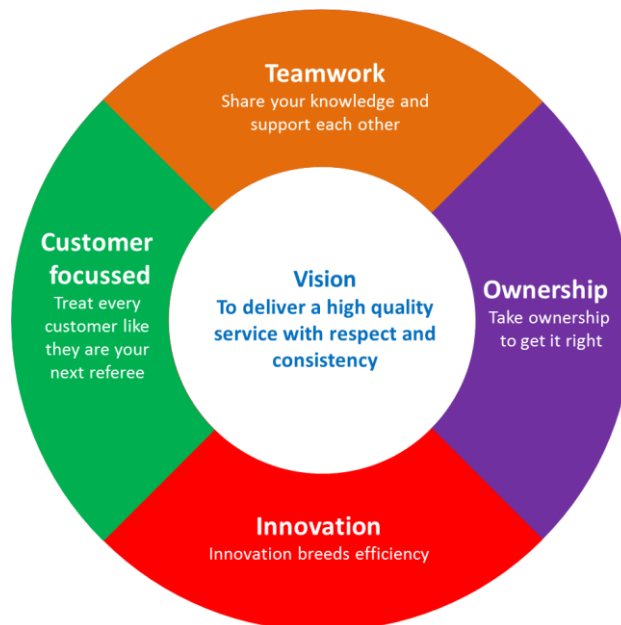 Teamwork
Share your knowledge and
support each other
Customer
focussed
Treat every
customer like
they are your
next referee
Vision
To deliver a high quality
service with respect and
consistency
Ownership
Take ownership
to get it right
Innovation
Innovation breeds efficiency